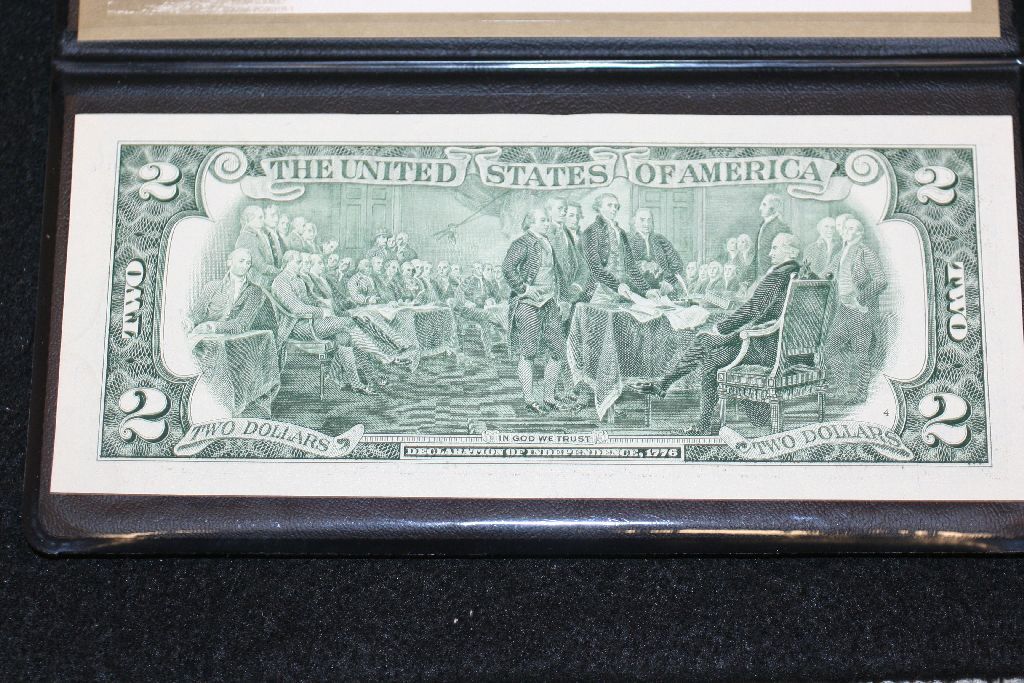 THE UNITED STATES OF AMERICA
2 2
TWO TWO
4
2 2
TWO DOLLARS TWO DOLLARS
IN GOD WE TRUST
DECLARATION OF INDEPENDENCE, 1776